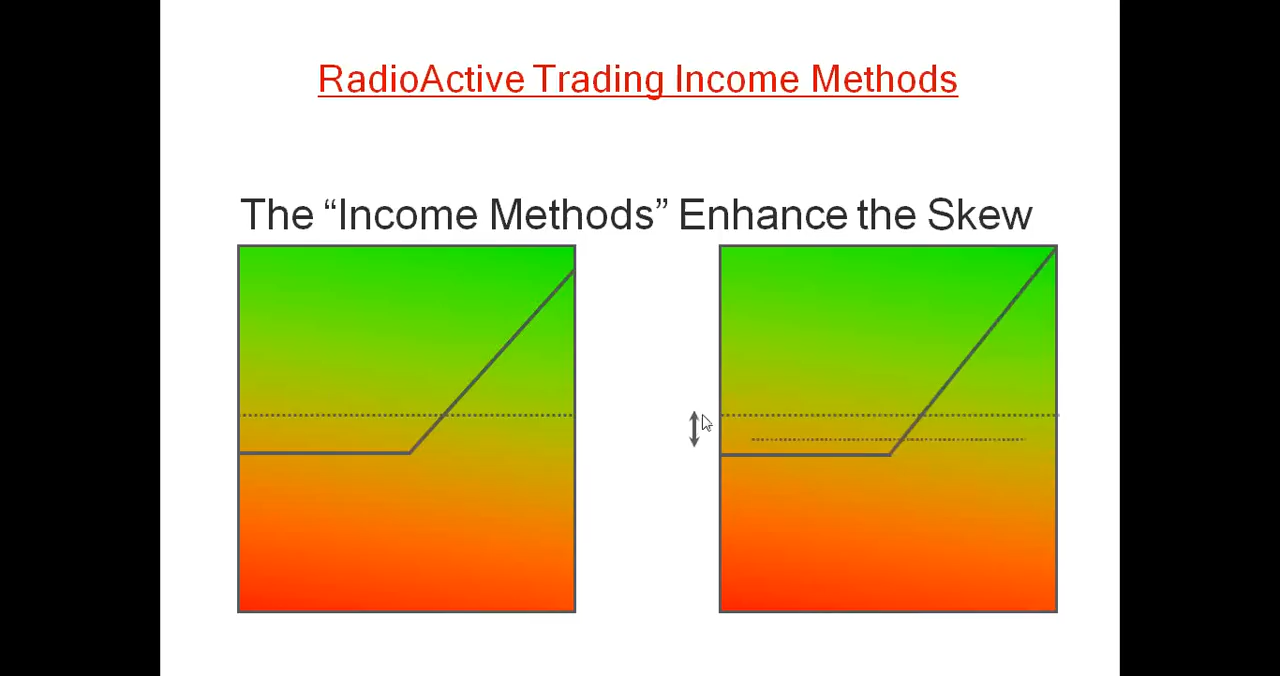 RadioActive Trading Income Methods
The “Income Methods” Enhance the Skew